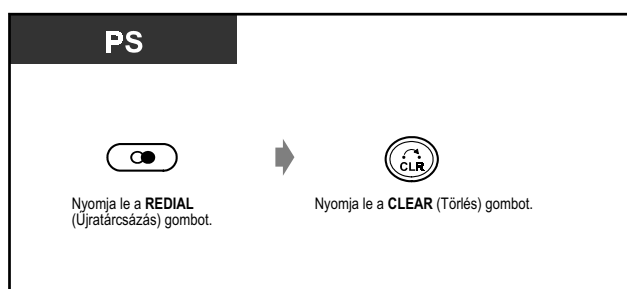 PS
CLR
Nyomja le a REDIAL
(Újratárcsázás) gombot.
Nyomja le a CLEAR (Törlés) gombot.